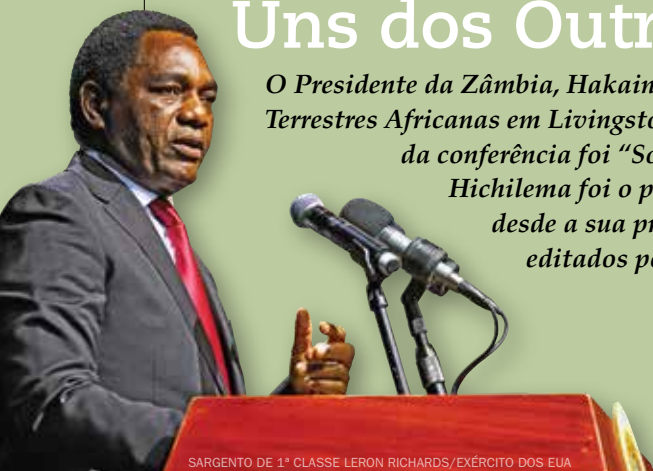 Uns dos Outr
O Presidente da Zâmbia, Hakain
Terrestres Africanas em Livingsto
da conferência foi “So
Hichilema foi o p
desde a sua pr
editados po
SARGENTO DE 1ª CLASSE LERON RICHARDS/EXÉRCITO DOS EUA